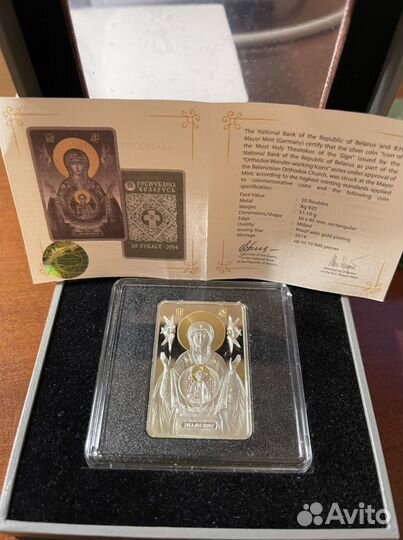 The National Bank of the Republic of Belarus and B.H.
Mayer Mint (Germany) certify that the silver coin "Icon of
the Most Holy Theotokos of the "Sign" issued by the
National Bank of the Republic of Belarus as part of the
"Orthodox Wonder-working Icons" series under approval of
the Belorussian Orthodox Church, was struck at the Mayer
Mint, according to the highest minting standards applied
to commemorative coins and the following coin
specification:
Face Value : 20 Roubles
Metal : Ag 925
Weight : 31.10 g
Dimensions/Shape : 30 x 45 mm, rectangular
Edge : Milled
Quality : Proof with gold plating
Issuing Year : 2014
Mintage : up to 10 000 pieces
РЭСПУБЛІКА
БЕЛАРУСЬ
20 РУБЛЁЎ · 2014
ЗНАМЕНИЕ
Avito